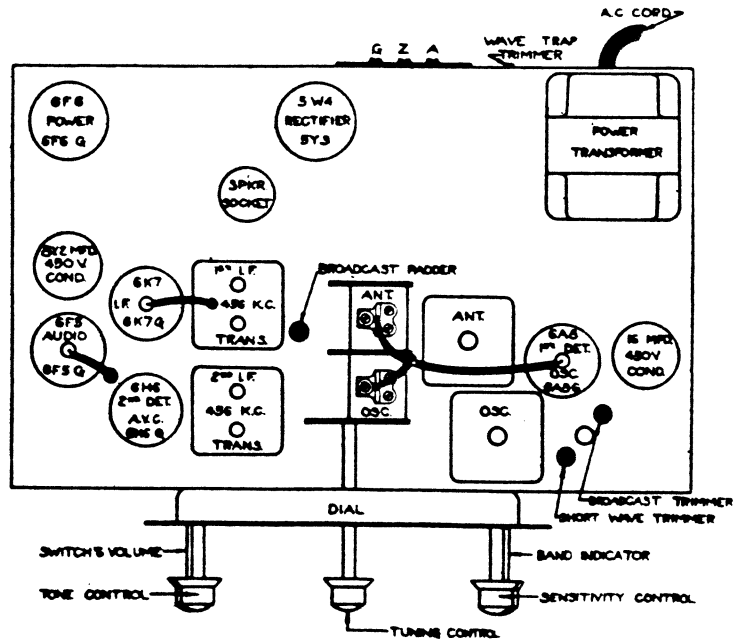 A.C CORD
G Z A
WAVE TRAP
TRIMMER
6F6
POWER
6F6 G
5W4
RECTIFIER
5Y3
POWER
TRANSFORMER
SPKR
SOCKET
8X2 MFD.
450 V.
COND.
6K7
I.F.
6K7G
1ST I.F.
456 K.C.
TRANS.
BROADCAST PADDER
ANT.
ANT.
6A8
1ST DET.
OSC.
6A8G.
16 MFD.
450V
COND.
6F5
AUDIO
6F5 G
6H6
2ND DET.
A.V.C.
6H6 G
2ND I.F.
456 K.C.
TRANS.
OSC.
OSC.
BROADCAST TRIMMER
SHORT WAVE TRIMMER
DIAL
SWITCH & VOLUME
BAND INDICATOR
TONE CONTROL
SENSITIVITY CONTROL
TUNING CONTROL